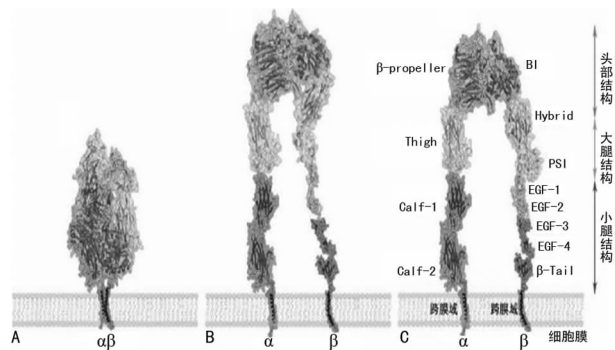 β-propeller
BI
Hybrid
Thigh
PSI
EGF-1
Calf-1
EGF-2
EGF-3
EGF-4
Calf-2
β-Tail
头部结构
大腿结构
小腿结构
跨膜域
跨膜域
细胞膜
A
αβ
B
α
β
C
α
β